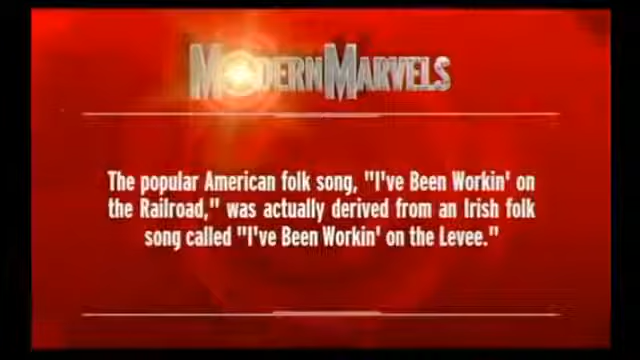 MODERN MARVELS
The popular American folk song, "I've Been Workin' on
the Railroad," was actually derived from an Irish folk
song called "I've Been Workin' on the Levee."